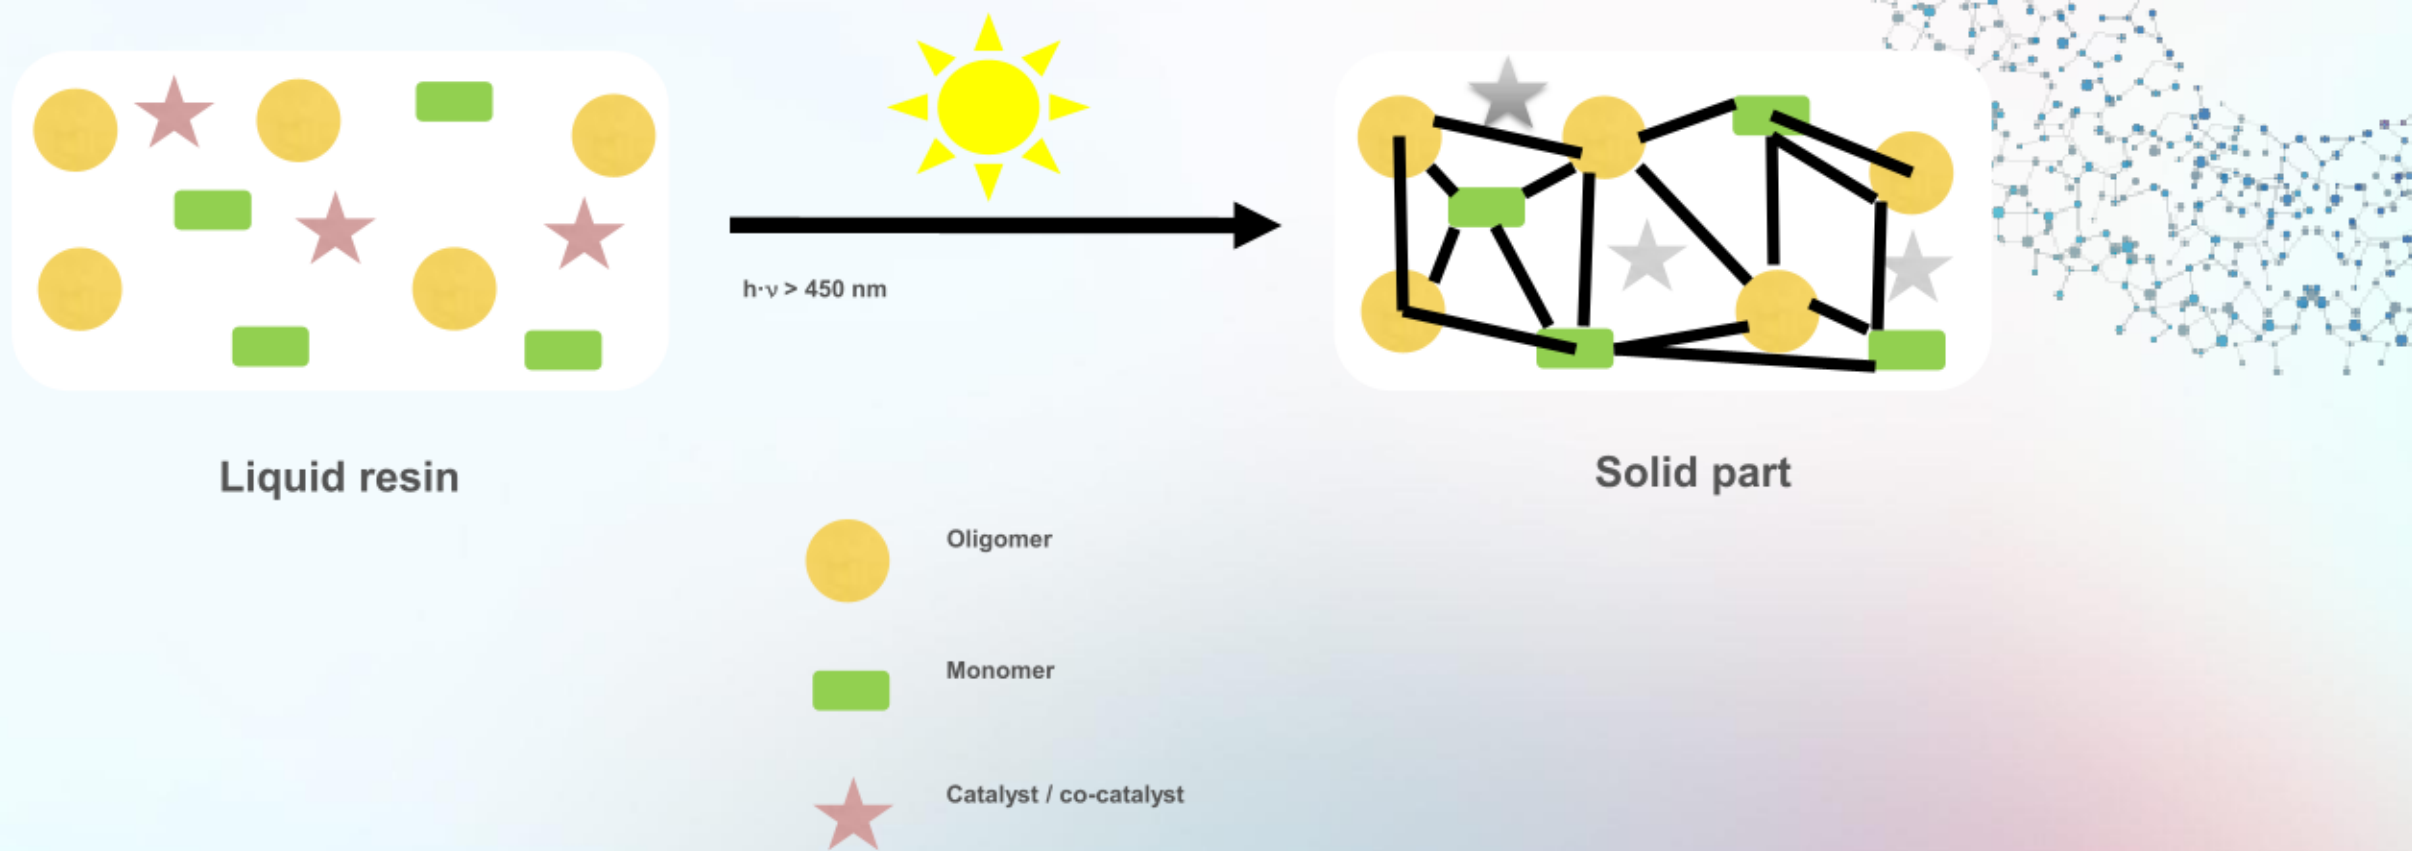 h·ν > 450 nm
Liquid resin
Solid part
Oligomer
Monomer
Catalyst / co-catalyst